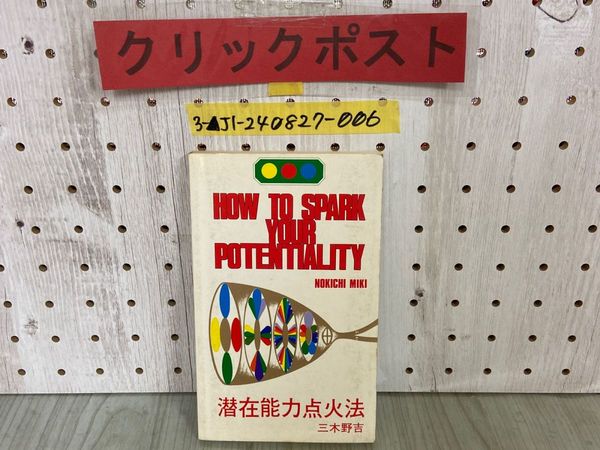 クリックポスト
3-▲J1-240827-006
HOW TO SPARK
YOUR
POTENTIALITY
NOKICHI MIKI
潜在能力点火法
三木野吉